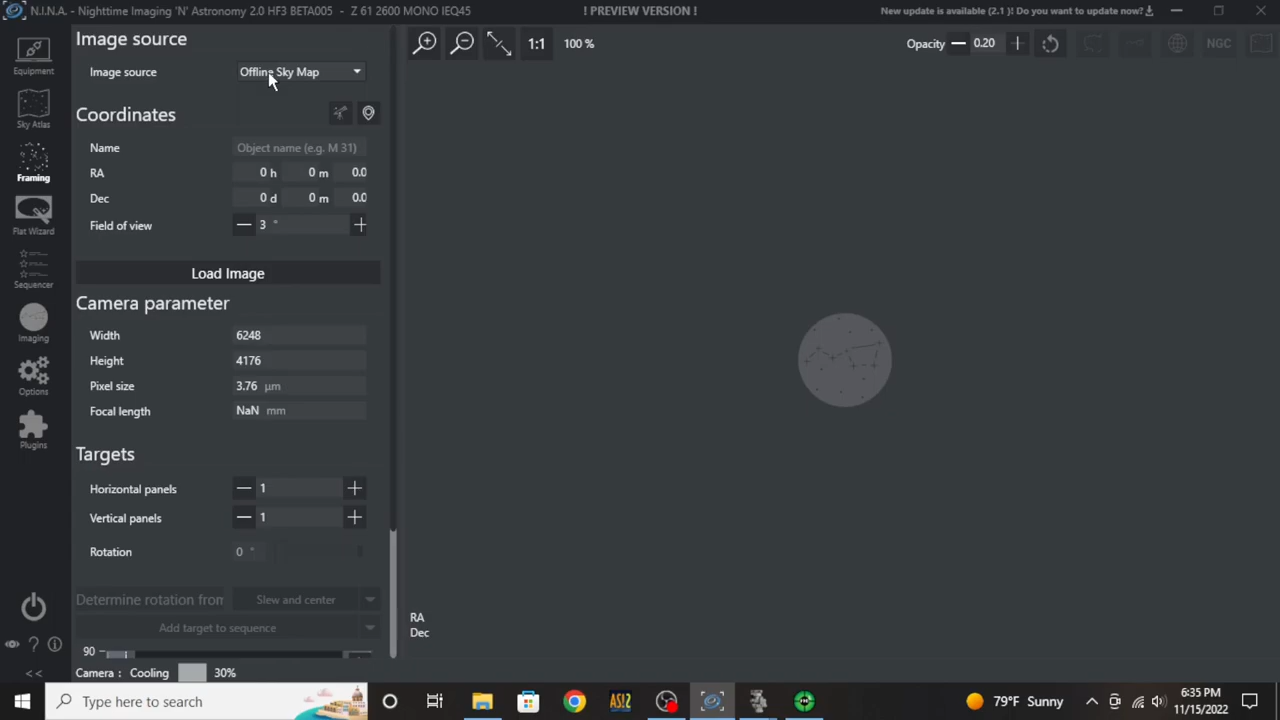 N.I.N.A. - Nighttime Imaging 'N' Astronomy 2.0 HF3 BETA005 - Z 61 2600 MONO IEQ45
! PREVIEW VERSION !
New update is available (2.1 )! Do you want to update now?
Equipment
Sky Atlas
Framing
Flat Wizard
Sequencer
Imaging
Options
Plugins
Image source
Image source
Offline Sky Map
Coordinates
Name
Object name (e.g. M 31)
RA
0 h
0 m
0.0
Dec
0 d
0 m
0.0
Field of view
3 °
Load Image
Camera parameter
Width
6248
Height
4176
Pixel size
3.76 µm
Focal length
NaN mm
Targets
Horizontal panels
1
Vertical panels
1
Rotation
0 °
Determine rotation from
Slew and center
Add target to sequence
90
Camera : Cooling
30%
1:1
100 %
Opacity
0.20
NGC
RA
Dec
<<
Type here to search
AS!2
79°F Sunny
6:35 PM
11/15/2022